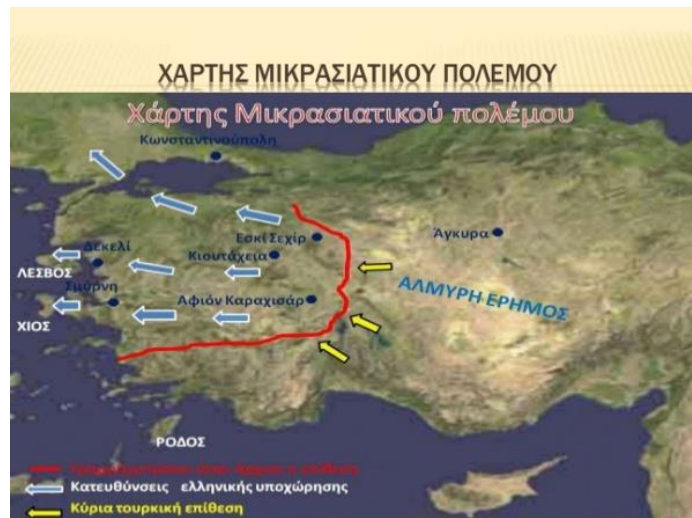 ΧΑΡΤΗΣ ΜΙΚΡΑΣΙΑΤΙΚΟΥ ΠΟΛΕΜΟΥ
Χάρτης Μικρασιατικού πολέμου
Κωνσταντινούπολη
Εσκί Σεχίρ
Άγκυρα
Δεκελί
Κιουτάχεια
ΛΕΣΒΟΣ
ΑΛΜΥΡΗ ΕΡΗΜΟΣ
Σμύρνη
Αφιόν Καραχισάρ
ΧΙΟΣ
ΡΟΔΟΣ
επίθεση
Κατευθύνσεις ελληνικής υποχώρησης
Κύρια τουρκική επίθεση